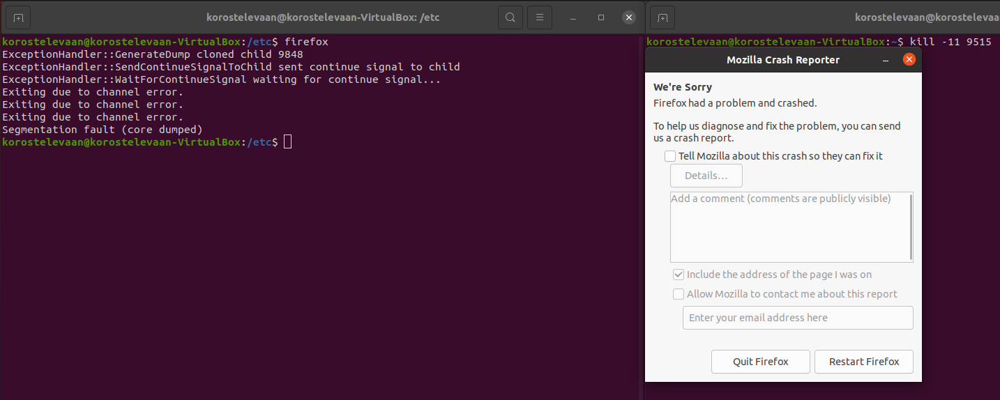 korostelevaan@korostelevaan-VirtualBox: /etc
korostelevaan@korostelevaan-VirtualBox:/etc$ firefox
ExceptionHandler::GenerateDump cloned child 9848
ExceptionHandler::SendContinueSignalToChild sent continue signal to child
ExceptionHandler::WaitForContinueSignal waiting for continue signal...
Exiting due to channel error.
Exiting due to channel error.
Exiting due to channel error.
Segmentation fault (core dumped)
korostelevaan@korostelevaan-VirtualBox:/etc$
korostelevaan@korostelevaa
korostelevaan@korostelevaan-VirtualBox:~$ kill -11 9515
Mozilla Crash Reporter
We're Sorry
Firefox had a problem and crashed.
To help us diagnose and fix the problem, you can send
us a crash report.
Tell Mozilla about this crash so they can fix it
Details...
Add a comment (comments are publicly visible)
Include the address of the page I was on
Allow Mozilla to contact me about this report
Enter your email address here
Quit Firefox
Restart Firefox